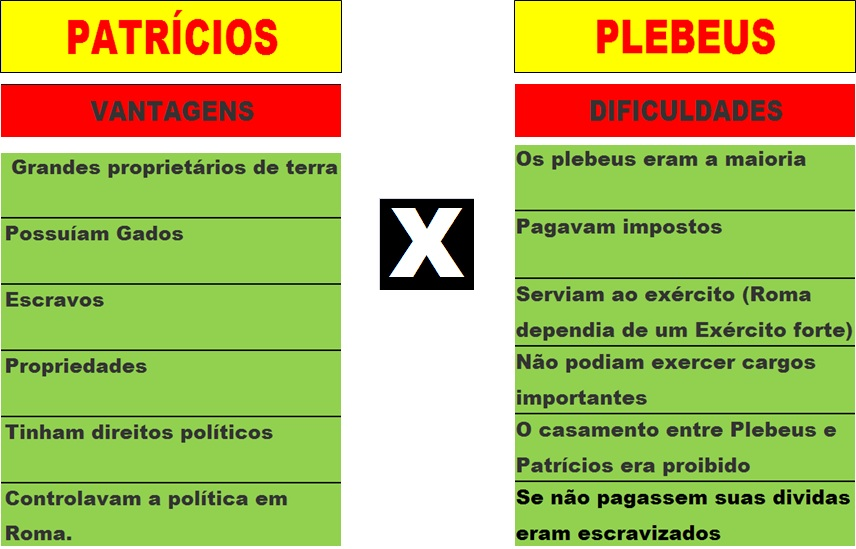 PATRÍCIOS
VANTAGENS
Grandes proprietários de terra
Possuíam Gados
Escravos
Propriedades
Tinham direitos políticos
Controlavam a política em
Roma.
X
PLEBEUS
DIFICULDADES
Os plebeus eram a maioria
Pagavam impostos
Serviam ao exército (Roma
dependia de um Exército forte)
Não podiam exercer cargos
importantes
O casamento entre Plebeus e
Patrícios era proibido
Se não pagassem suas dividas
eram escravizados